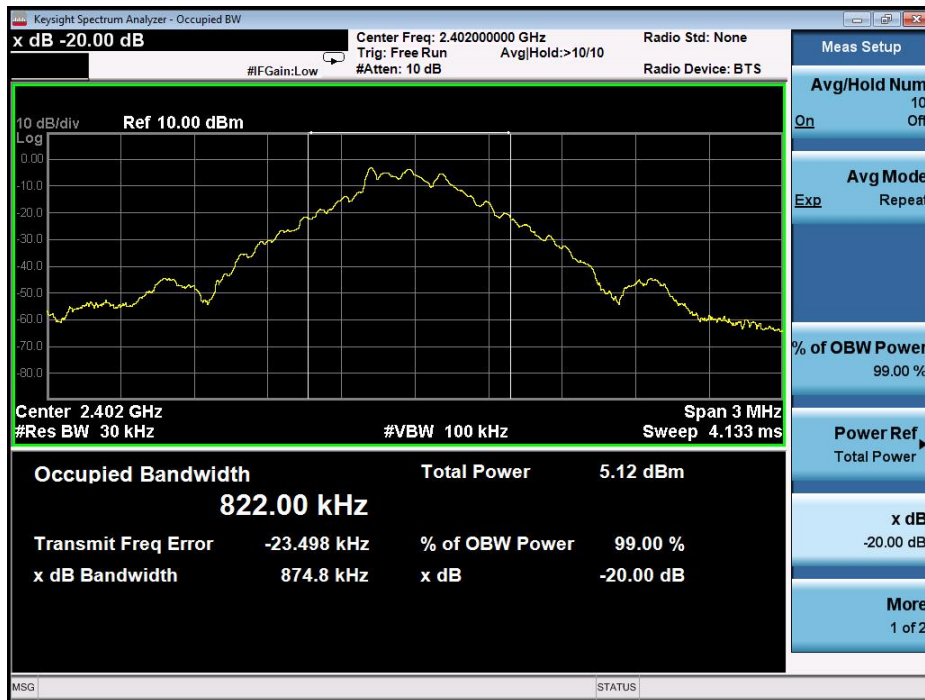 Keysight Spectrum Analyzer - Occupied BW
x dB -20.00 dB
#IFGain:Low
Center Freq: 2.402000000 GHz
Trig: Free Run Avg|Hold:>10/10
#Atten: 10 dB
Radio Std: None
Radio Device: BTS
10 dB/div Ref 10.00 dBm
Log
0.00
-10.0
-20.0
-30.0
-40.0
-50.0
-60.0
-70.0
-80.0
Center 2.402 GHz Span 3 MHz
#Res BW 30 kHz #VBW 100 kHz Sweep 4.133 ms
Occupied Bandwidth Total Power 5.12 dBm
822.00 kHz
Transmit Freq Error -23.498 kHz % of OBW Power 99.00 %
x dB Bandwidth 874.8 kHz x dB -20.00 dB
MSG STATUS
Meas Setup
Avg/Hold Num
10
On Off
Avg Mode
Exp Repeat
% of OBW Power
99.00 %
Power Ref
Total Power
x dB
-20.00 dB
More
1 of 2